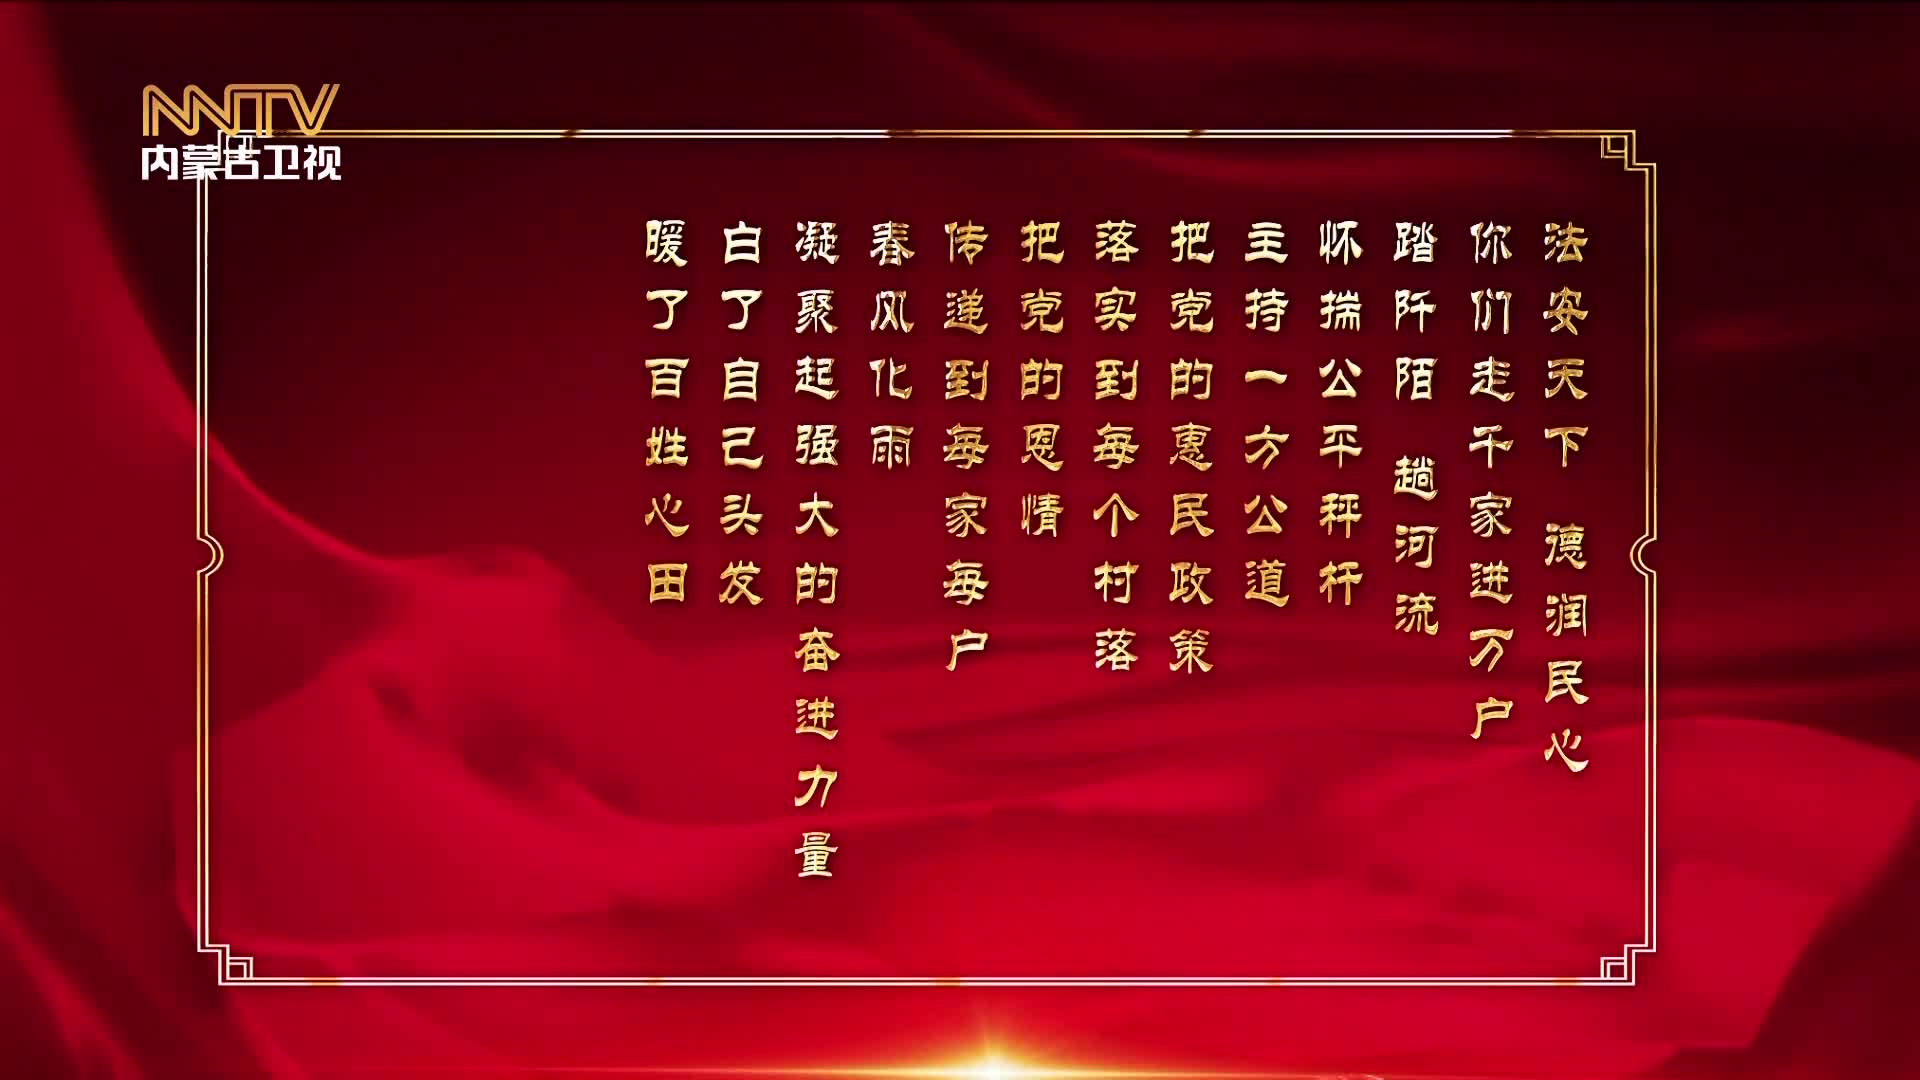 NNTV
内蒙古卫视
法安天下 德润民心
你们走千家进万户
踏阡陌 趟河流
怀揣公平秤杆
主持一方公道
把党的惠民政策
落实到每个村落
把党的恩情
传递到每家每户
春风化雨
凝聚起强大的奋进力量
白了自己头发
暖了百姓心田